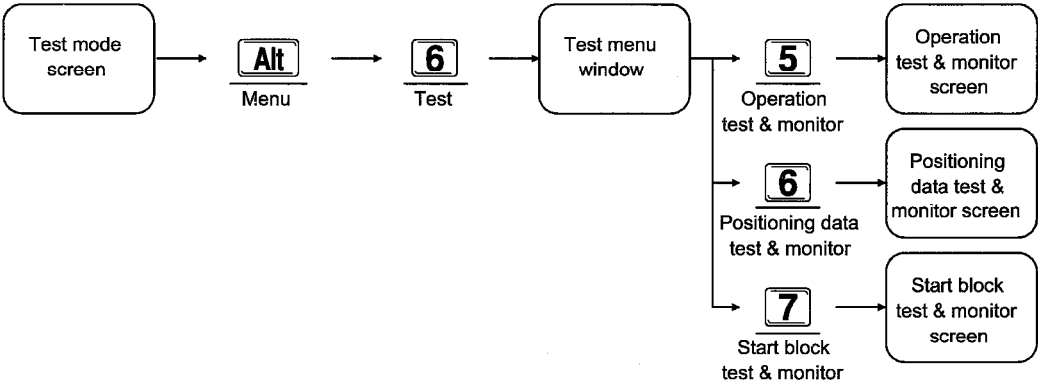 Test mode
screen
Alt
Menu
6
Test
Test menu
window
5
Operation
test & monitor
Operation
test & monitor
screen
6
Positioning data
test & monitor
Positioning
data test &
monitor screen
7
Start block
test & monitor
Start block
test & monitor
screen